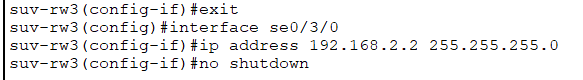 suv-rw3(config-if)#exit
suv-rw3(config)#interface se0/3/0
suv-rw3(config-if)#ip address 192.168.2.2 255.255.255.0
suv-rw3(config-if)#no shutdown